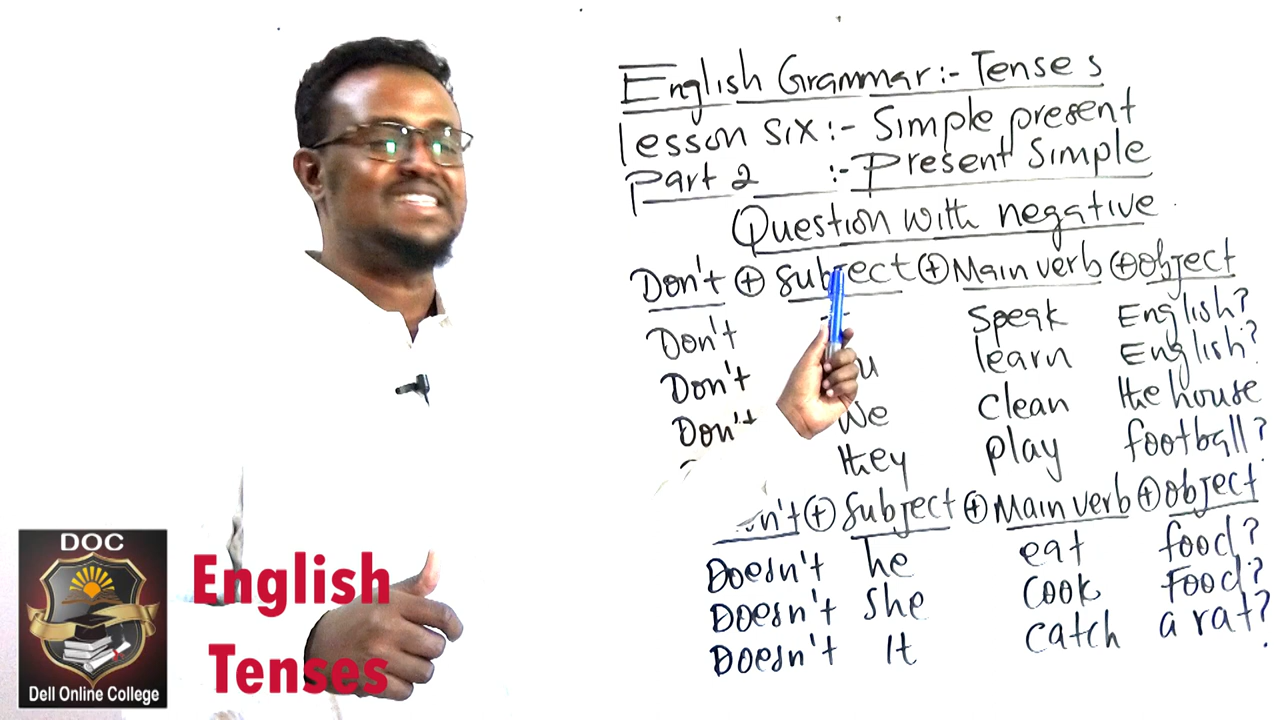 English Grammar:- Tenses
lesson six:- Simple present
Part 2 :- Present Simple
Question with negative
Don't + Subject + Main verb + object
Don't speak English?
Don't learn English?
Don't We clean the house
they play football?
Subject + Main verb + object
Doesn't he eat food?
Doesn't she cook Food?
Doesn't It catch a rat?
DOC
Dell Online College
English
Tenses